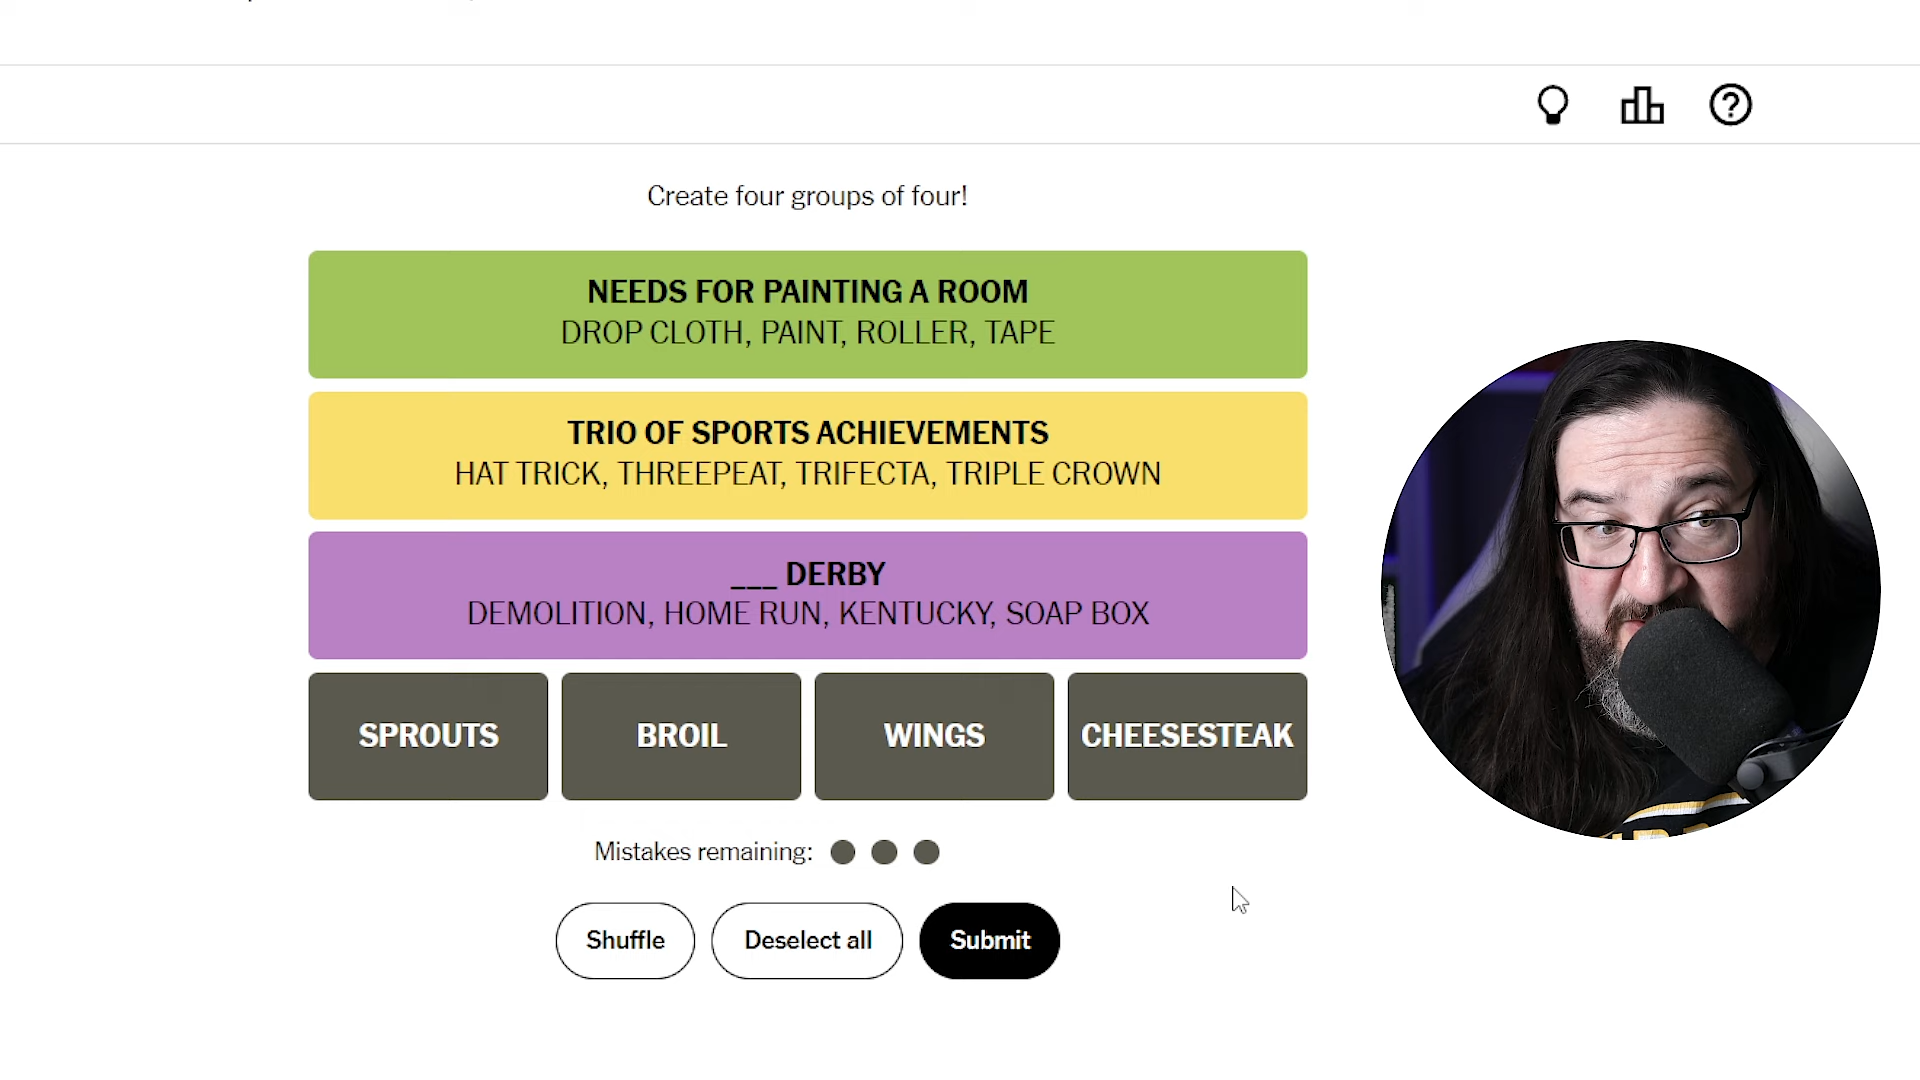 Create four groups of four!
NEEDS FOR PAINTING A ROOM
DROP CLOTH, PAINT, ROLLER, TAPE
TRIO OF SPORTS ACHIEVEMENTS
HAT TRICK, THREEPEAT, TRIFECTA, TRIPLE CROWN
___ DERBY
DEMOLITION, HOME RUN, KENTUCKY, SOAP BOX
SPROUTS BROIL WINGS CHEESESTEAK
Mistakes remaining:
Shuffle Deselect all Submit